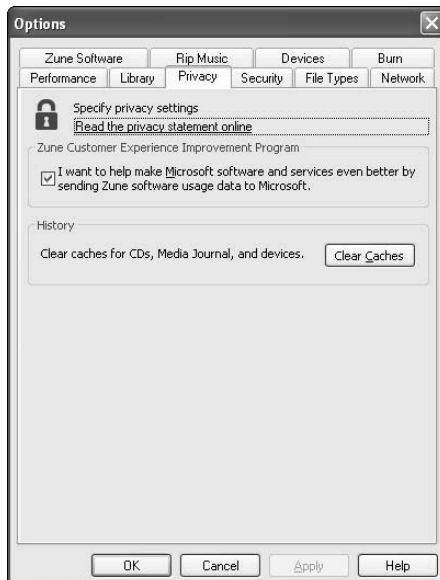 Options
Zune Software Rip Music Devices Burn
Performance Library Privacy Security File Types Network
Specify privacy settings
Read the privacy statement online
Zune Customer Experience Improvement Program
I want to help make Microsoft software and services even better by
sending Zune software usage data to Microsoft.
History
Clear caches for CDs, Media Journal, and devices. Clear Caches
OK Cancel Apply Help